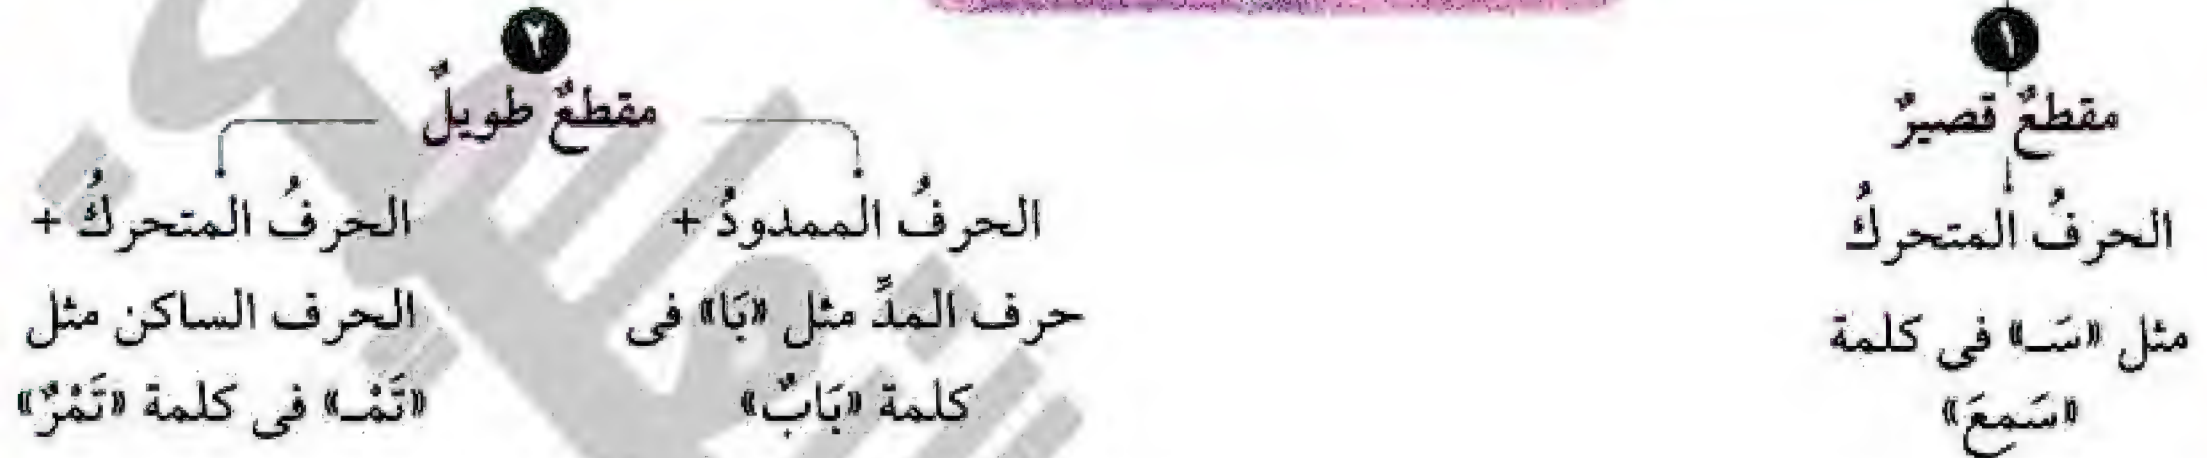 ١
مقطعٌ قصيرٌ
الحرفُ المتحركُ
مثل «سَـ» فى كلمة
«سَمِعَ»
٢
مقطعٌ طويلٌ
الحرفُ الممدودُ +
حرف المدِّ مثل «بَا» فى
كلمة «بَابٌ»
الحرفُ المتحركُ +
الحرف الساكن مثل
«تَمْـ» فى كلمة «تَمْرٌ»